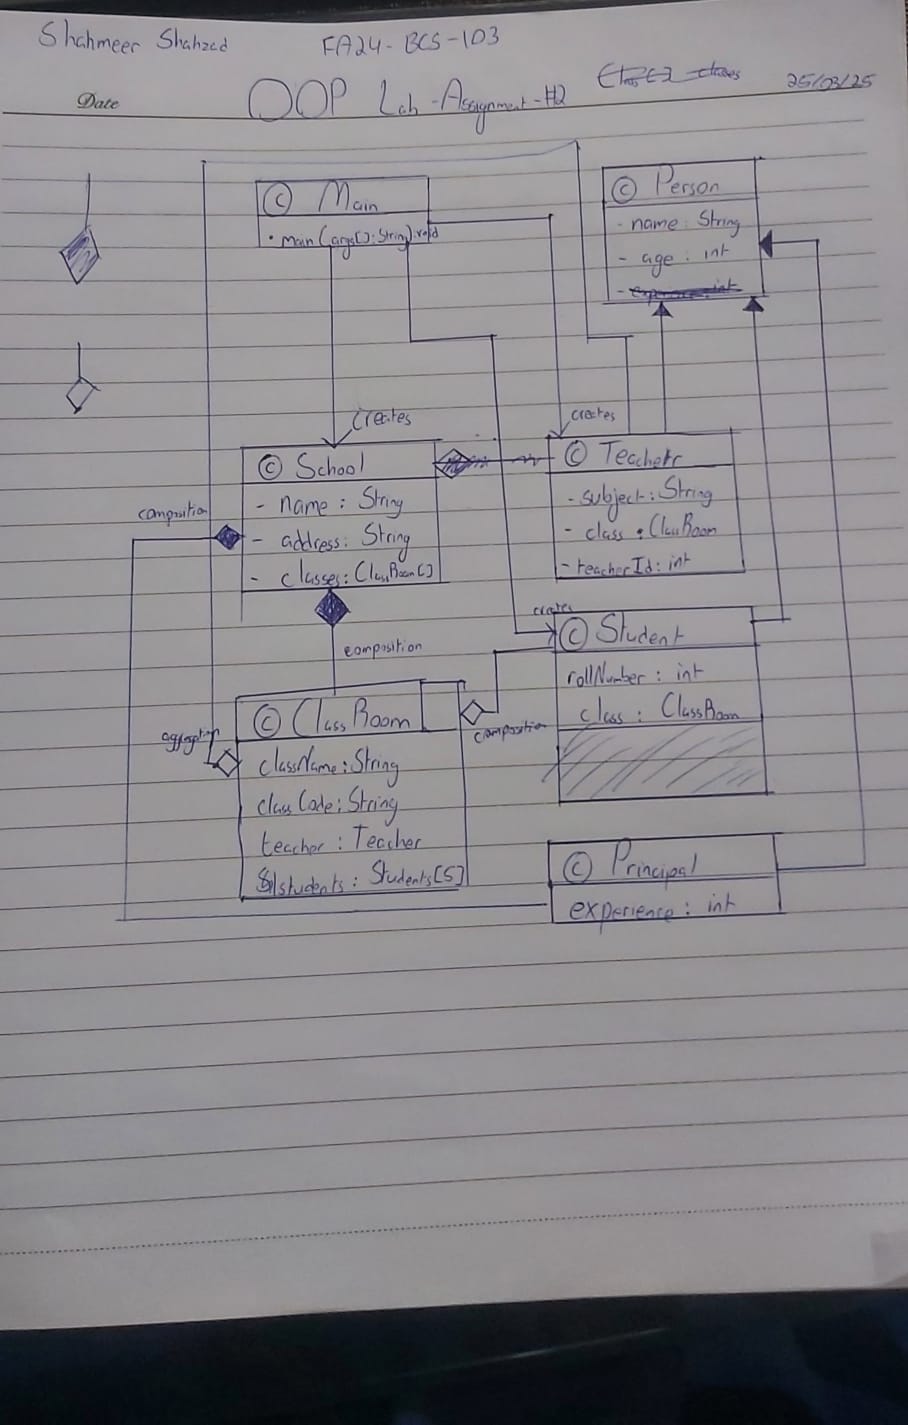 Shahmeer Shahzad FA24-BCS-103
Date OOP Lab -Assignment-#2 classes 25/03/25
© Main
• main(args[]:String):void
© Person
- name: String
- age: int
- experience: int
creates
creates
© School
- name: String
- address: String
- classes: ClassRoom[]
© Teacher
- subject: String
- class: ClassRoom
- teacherId: int
composition
composition
creates
© Student
rollNumber: int
class: ClassRoom
composition
aggregation
© ClassRoom
className: String
classCode: String
teacher: Teacher
students: Students[5]
© Principal
experience: int